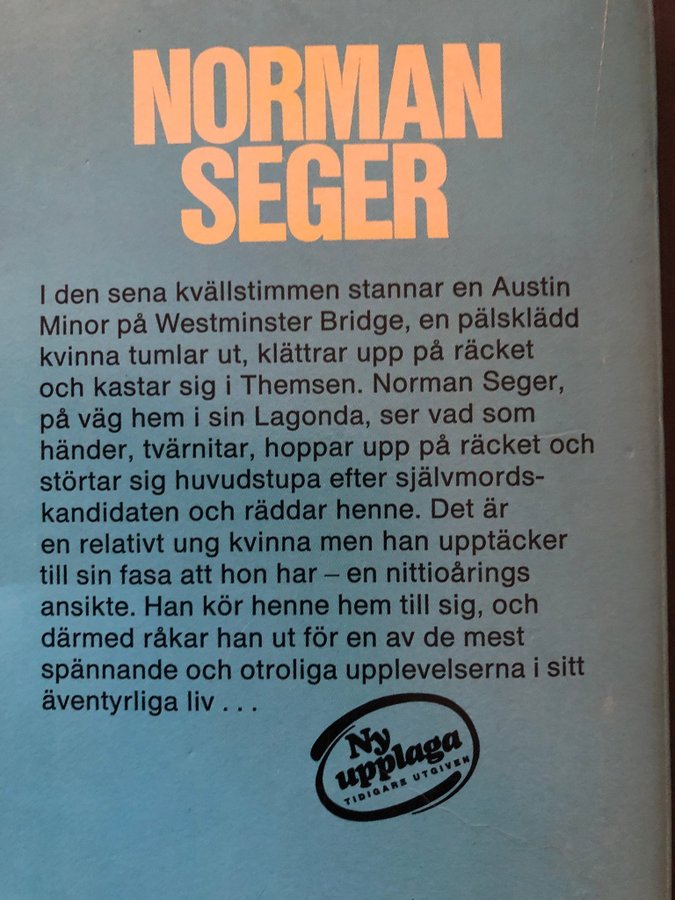 NORMAN
SEGER
I den sena kvällstimmen stannar en Austin
Minor på Westminster Bridge, en pälsklädd
kvinna tumlar ut, klättrar upp på räcket
och kastar sig i Themsen. Norman Seger,
på väg hem i sin Lagonda, ser vad som
händer, tvärnitar, hoppar upp på räcket och
störtar sig huvudstupa efter självmords-
kandidaten och räddar henne. Det är
en relativt ung kvinna men han upptäcker
till sin fasa att hon har – en nittioårings
ansikte. Han kör henne hem till sig, och
därmed råkar han ut för en av de mest
spännande och otroliga upplevelserna i sitt
äventyrliga liv . . .
Ny
upplaga
TIDIGARE UTGIVEN